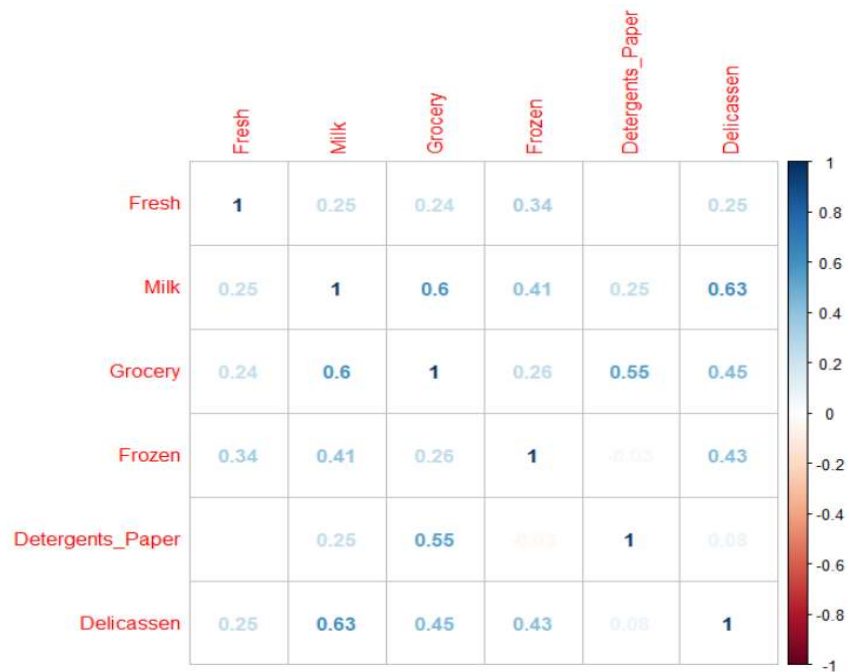 Fresh Milk Grocery Frozen Detergents_Paper Delicassen
Fresh 1 0.25 0.24 0.34 0.25
Milk 0.25 1 0.6 0.41 0.25 0.63
Grocery 0.24 0.6 1 0.26 0.55 0.45
Frozen 0.34 0.41 0.26 1 0.43
Detergents_Paper 0.25 0.55 1 0.08
Delicassen 0.25 0.63 0.45 0.43 0.08 1
1
0.8
0.6
0.4
0.2
0
-0.2
-0.4
-0.6
-0.8
-1